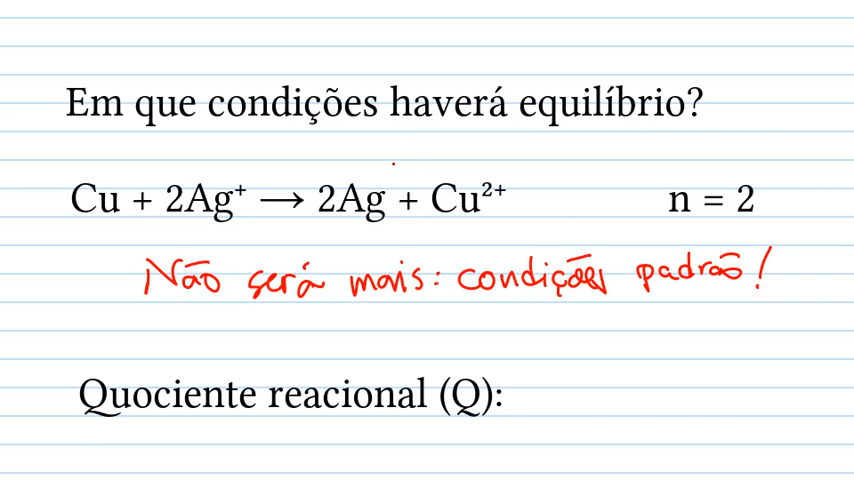 Em que condições haverá equilíbrio?
Cu + 2Ag⁺ → 2Ag + Cu²⁺ n = 2
Não será mais: condições padrão!
Quociente reacional (Q):